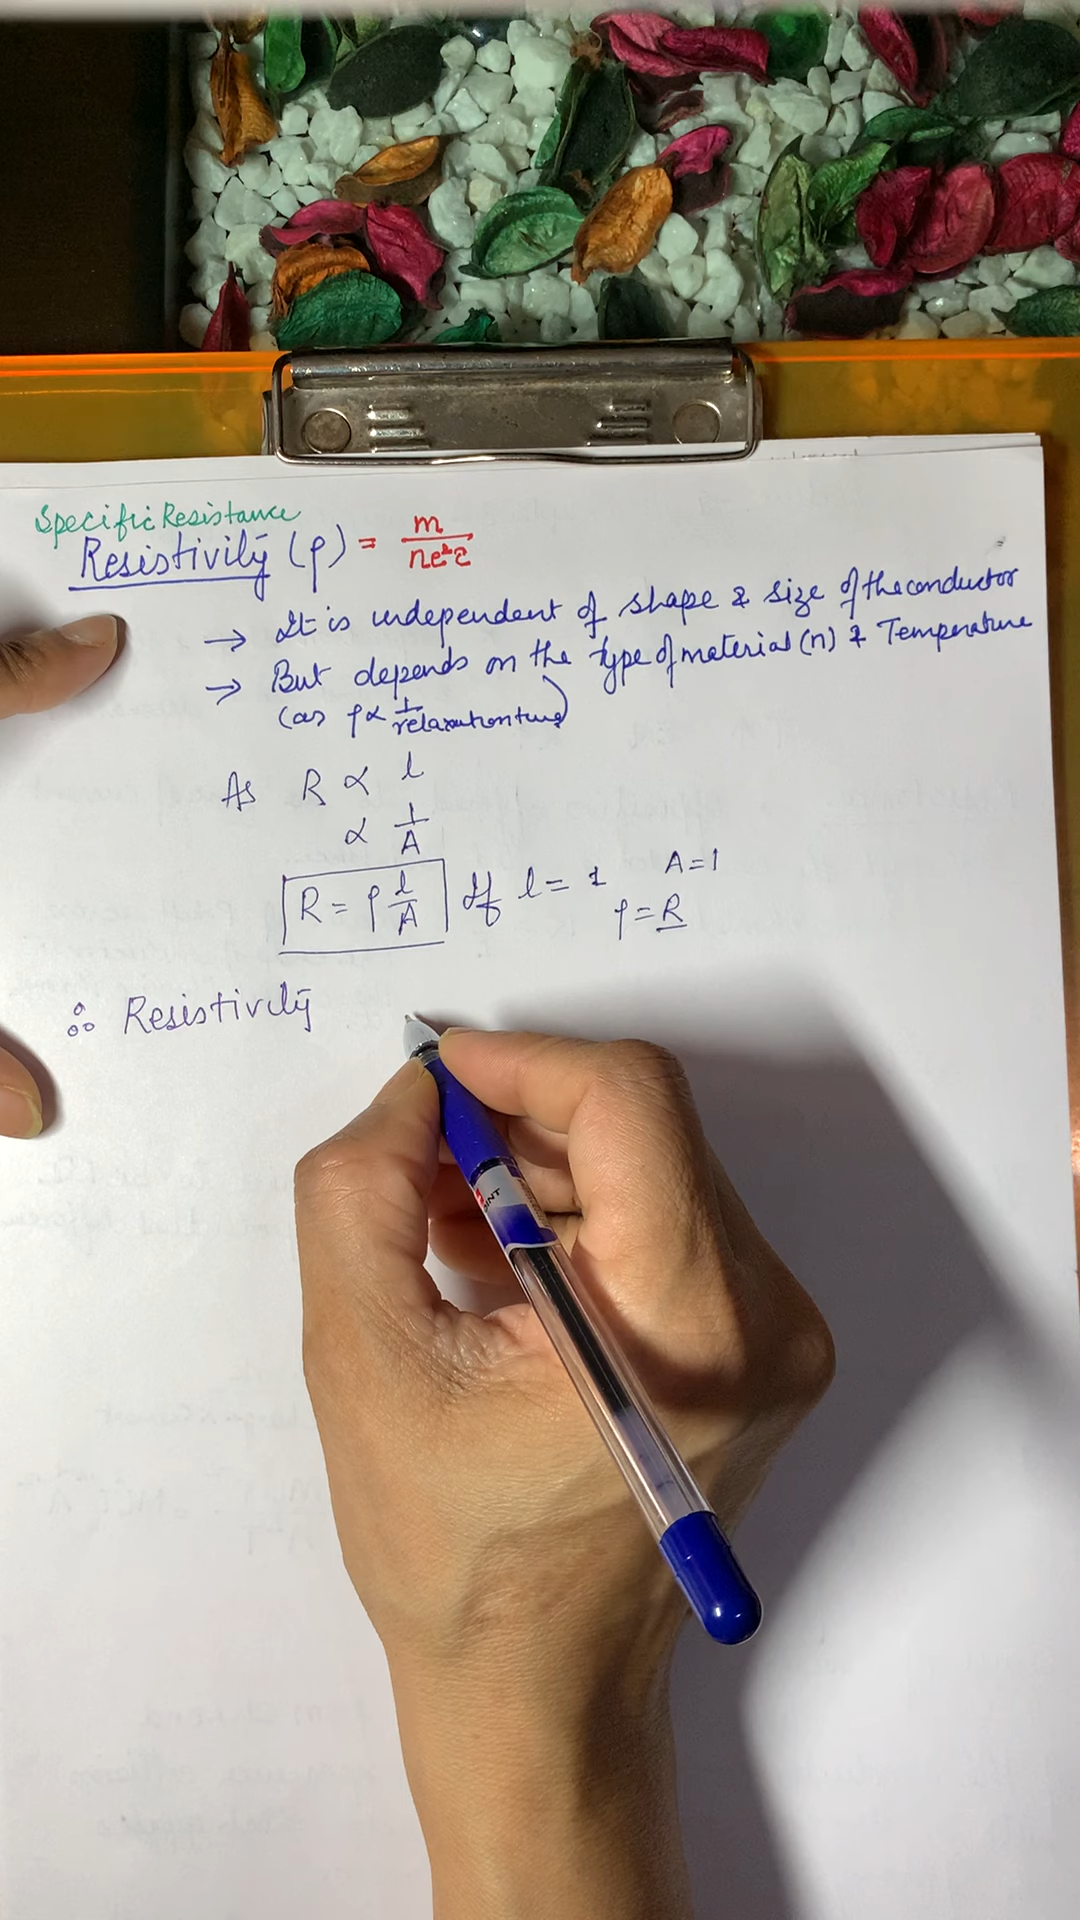 Specific Resistance
Resistivity (ρ) = m/ne²τ
→ It is independent of shape & size of the conductor
→ But depends on the type of material (n) & Temperature
(as ρ ∝ 1/relaxation time)
As R ∝ l
∝ 1/A
R = ρ l/A If l = 1 A = 1
ρ = R
∴ Resistivity